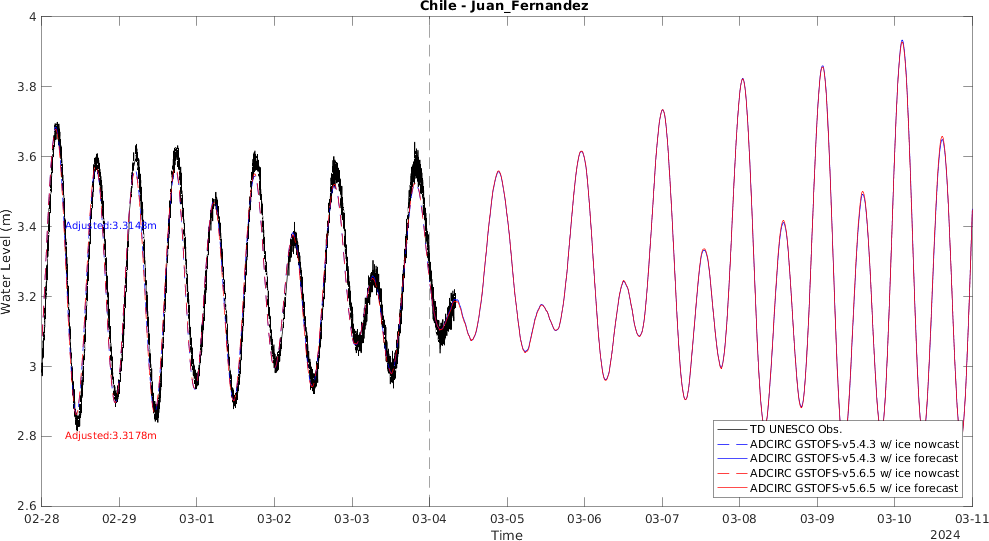 Chile - Juan_Fernandez
4
3.8
3.6
3.4
3.2
3
2.8
2.6
Water Level (m)
Adjusted:3.3148m
Adjusted:3.3178m
TD UNESCO Obs.
ADCIRC GSTOFS-v5.4.3 w/ ice nowcast
ADCIRC GSTOFS-v5.4.3 w/ ice forecast
ADCIRC GSTOFS-v5.6.5 w/ ice nowcast
ADCIRC GSTOFS-v5.6.5 w/ ice forecast
02-28 02-29 03-01 03-02 03-03 03-04 03-05 03-06 03-07 03-08 03-09 03-10 03-11
Time
2024